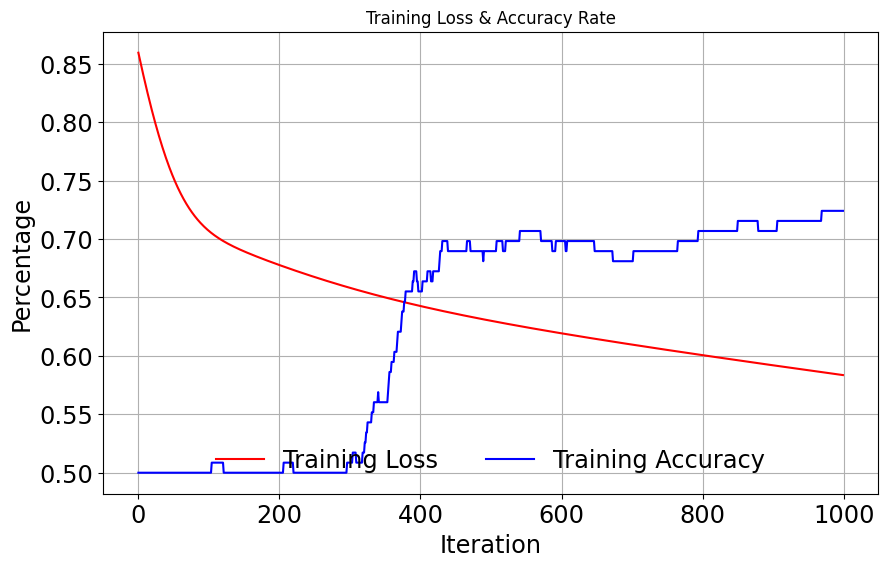 Training Loss & Accuracy Rate
Percentage
0.85
0.80
0.75
0.70
0.65
0.60
0.55
0.50
Training Loss Training Accuracy
0 200 400 600 800 1000
Iteration